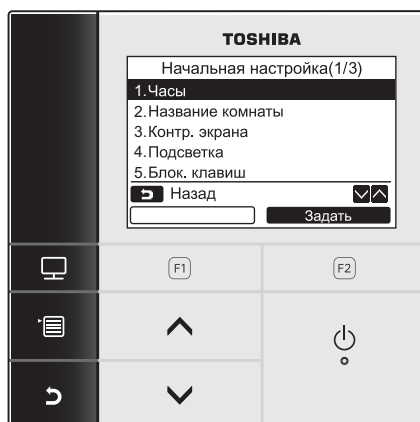 TOSHIBA
Начальная настройка(1/3)
1.Часы
2.Название комнаты
3.Контр. экрана
4.Подсветка
5.Блок. клавиш
Назад
Задать
F1 F2